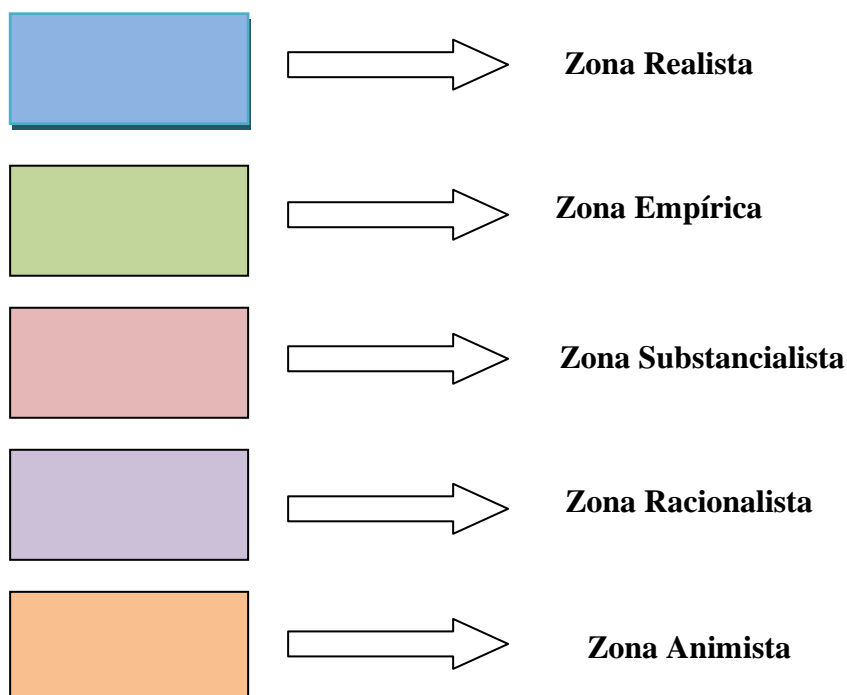 Zona Realista
Zona Empírica
Zona Substancialista
Zona Racionalista
Zona Animista